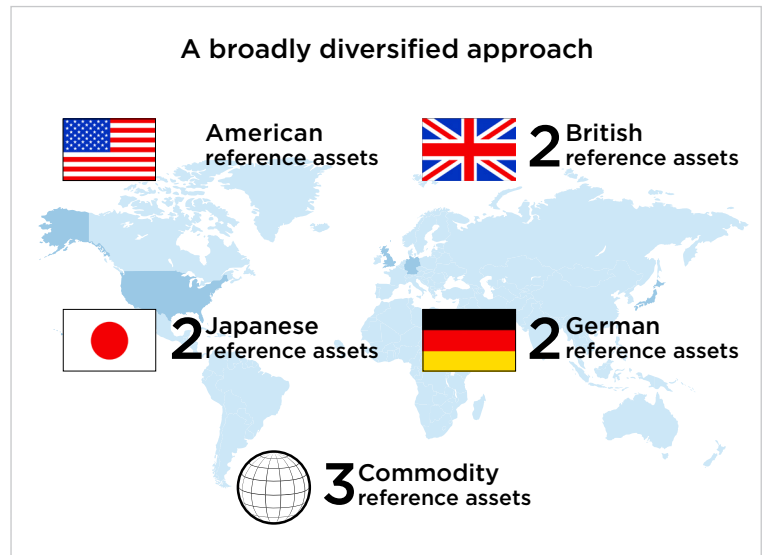 A broadly diversified approach
American
reference assets
2 British
reference assets
2 Japanese
reference assets
2 German
reference assets
3 Commodity
reference assets